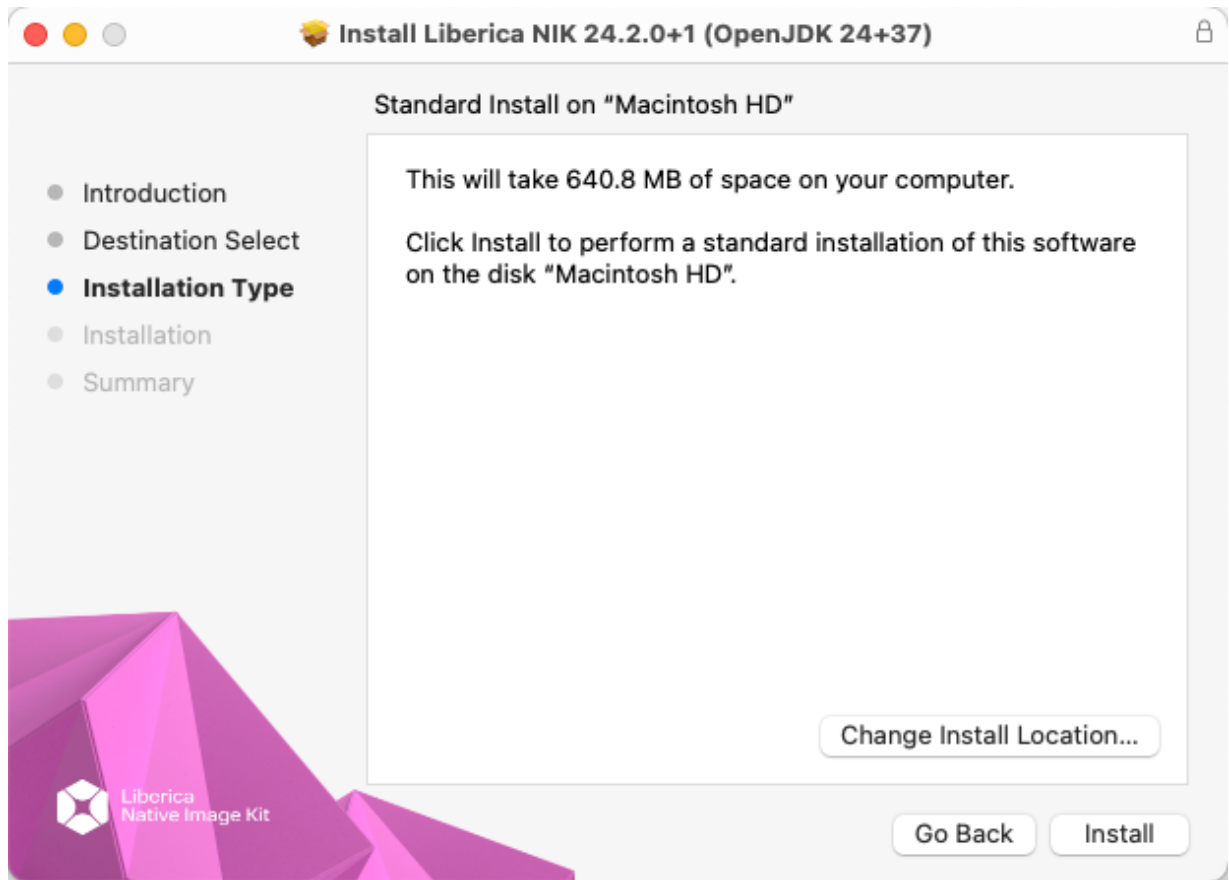 Install Liberica NIK 24.2.0+1 (OpenJDK 24+37)
Standard Install on “Macintosh HD”
Introduction
Destination Select
Installation Type
Installation
Summary
This will take 640.8 MB of space on your computer.
Click Install to perform a standard installation of this software
on the disk “Macintosh HD”.
Change Install Location...
Liberica
Native Image Kit
Go Back
Install